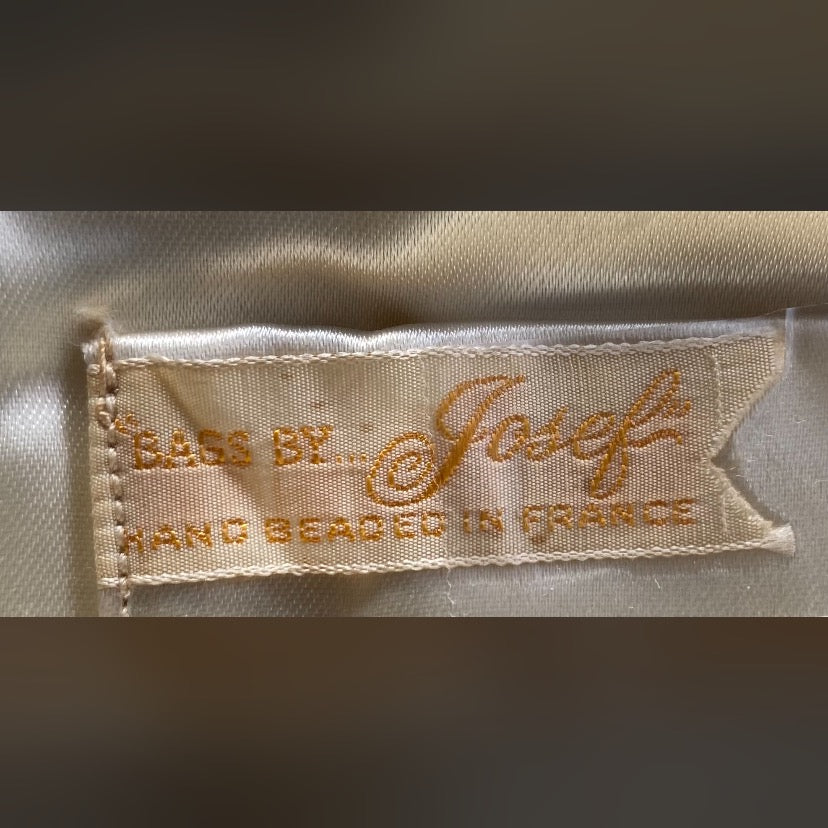 "BAGS BY... Josef"
HAND BEADED IN FRANCE